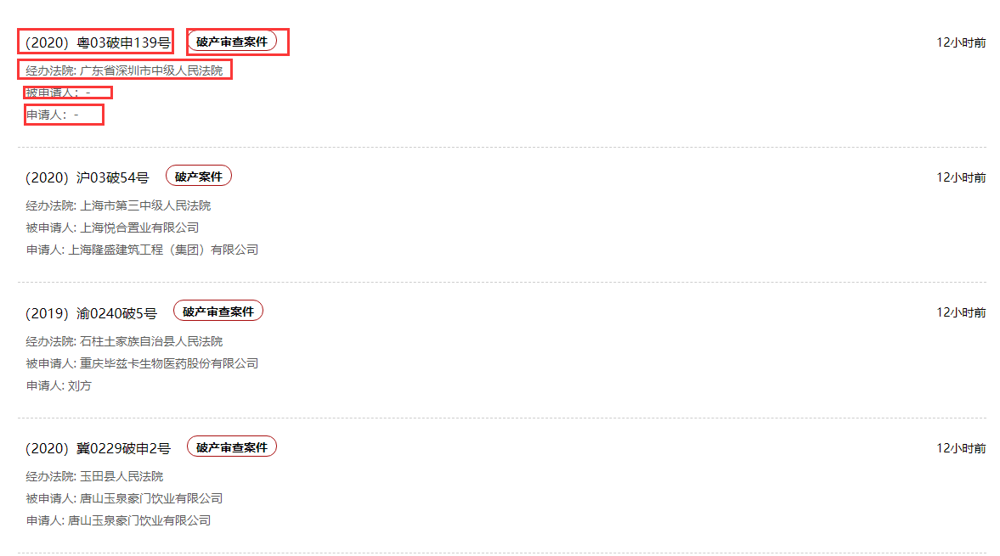 （2020）粤03破申139号 破产审查案件 12小时前
经办法院: 广东省深圳市中级人民法院
被申请人：-
申请人：-
（2020）沪03破54号 破产案件 12小时前
经办法院: 上海市第三中级人民法院
被申请人: 上海悦合置业有限公司
申请人: 上海隆盛建筑工程（集团）有限公司
（2019）渝0240破5号 破产审查案件 12小时前
经办法院: 石柱土家族自治县人民法院
被申请人: 重庆毕兹卡生物医药股份有限公司
申请人: 刘方
（2020）冀0229破申2号 破产审查案件 12小时前
经办法院: 玉田县人民法院
被申请人: 唐山玉泉豪门饮业有限公司
申请人: 唐山玉泉豪门饮业有限公司